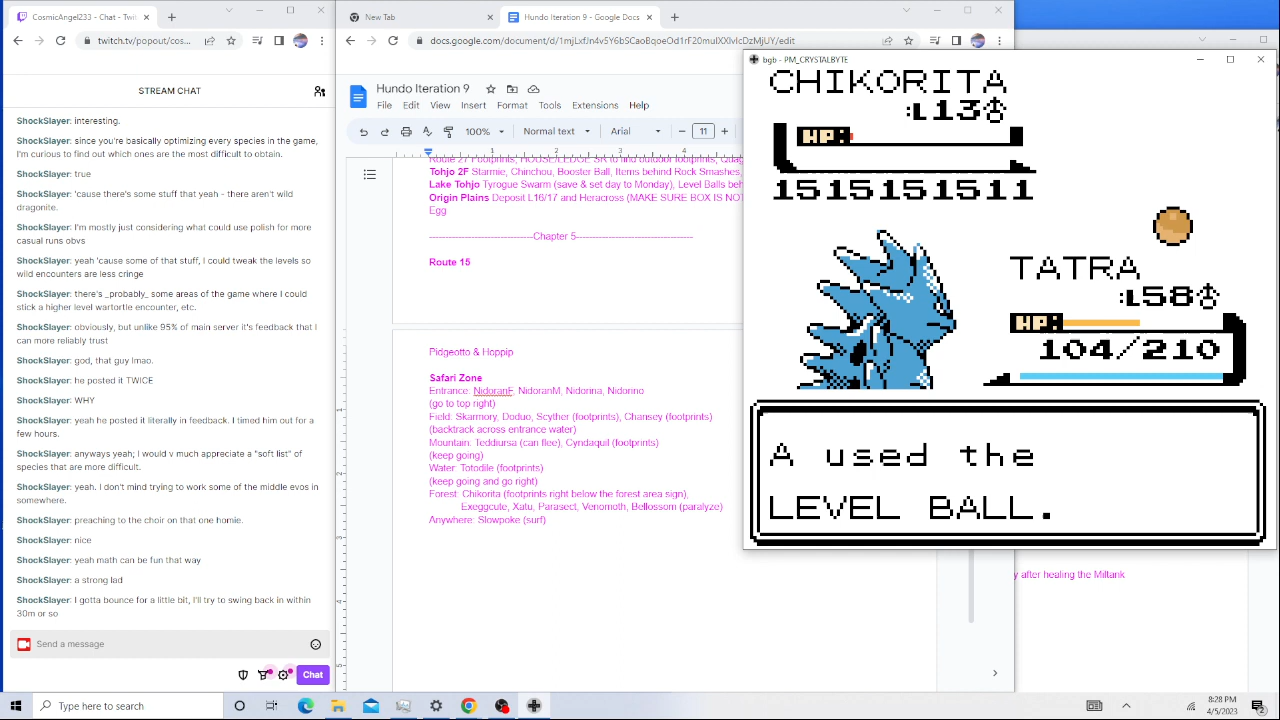 CosmicAngel233 - Chat - Twi
twitch.tv/popout/cos...
STREAM CHAT
ShockSlayer: interesting.
ShockSlayer: since you're basically optimizing every species in the game,
I'm curious to find out which ones are the most difficult to obtain.
ShockSlayer: true
ShockSlayer: 'cause there's some stuff that yeah - there aren't wild
dragonite.
ShockSlayer: I'm mostly just considering what could use polish for more
casual runs obvs
ShockSlayer: yeah 'cause some of that stuff, I could tweak the levels so
wild encounters are less cringe
ShockSlayer: there's _probably_ some areas of the game where I could
stick a higher level wartortle encounter, etc.
ShockSlayer: obviously, but unlike 95% of main server it's feedback that I
can more reliably trust
ShockSlayer: god, that guy lmao.
ShockSlayer: he posted it TWICE
ShockSlayer: WHY
ShockSlayer: yeah he posted it literally in feedback. I timed him out for a
few hours.
ShockSlayer: anyways yeah; I would v much appreciate a "soft list" of
species that are more difficult.
ShockSlayer: yeah. I don't mind trying to work some of the middle evos in
somewhere.
ShockSlayer: preaching to the choir on that one homie.
ShockSlayer: nice
ShockSlayer: yeah math can be fun that way
ShockSlayer: a strong lad
ShockSlayer: I gotta bounce for a little bit, I'll try to swing back in within
30m or so
Send a message
Chat
New Tab
Hundo Iteration 9 - Google Docs
Hundo Iteration 9
File Edit View Insert Format Tools Extensions Help
100% Normal text Arial 11
1 2 3 4
Tohjo 2F Starmie, Chinchou, Booster Ball, Items behind Rock Smashes,
Lake Tohjo Tyrogue Swarm (save & set day to Monday), Level Balls beh
Origin Plains Deposit L16/17 and Heracross (MAKE SURE BOX IS NOT
Egg
-----------------------------------Chapter 5-----------------------------------
Route 15
Pidgeotto & Hoppip
Safari Zone
Entrance: NidoranF, NidoranM, Nidorina, Nidorino
(go to top right)
Field: Skarmory, Doduo, Scyther (footprints), Chansey (footprints)
(backtrack across entrance water)
Mountain: Teddiursa (can flee), Cyndaquil (footprints)
(keep going)
Water: Totodile (footprints)
(keep going and go right)
Forest: Chikorita (footprints right below the forest area sign),
Exeggcute, Xatu, Parasect, Venomoth, Bellossom (paralyze)
Anywhere: Slowpoke (surf)
y after healing the Miltank
bgb - PM_CRYSTALBYTE
CHIKORITA
:L13♂
HP:
1515151511
TATRA
:L58♂
HP:
104/210
A used the
LEVEL BALL.
Type here to search
8:28 PM
4/5/2023
2